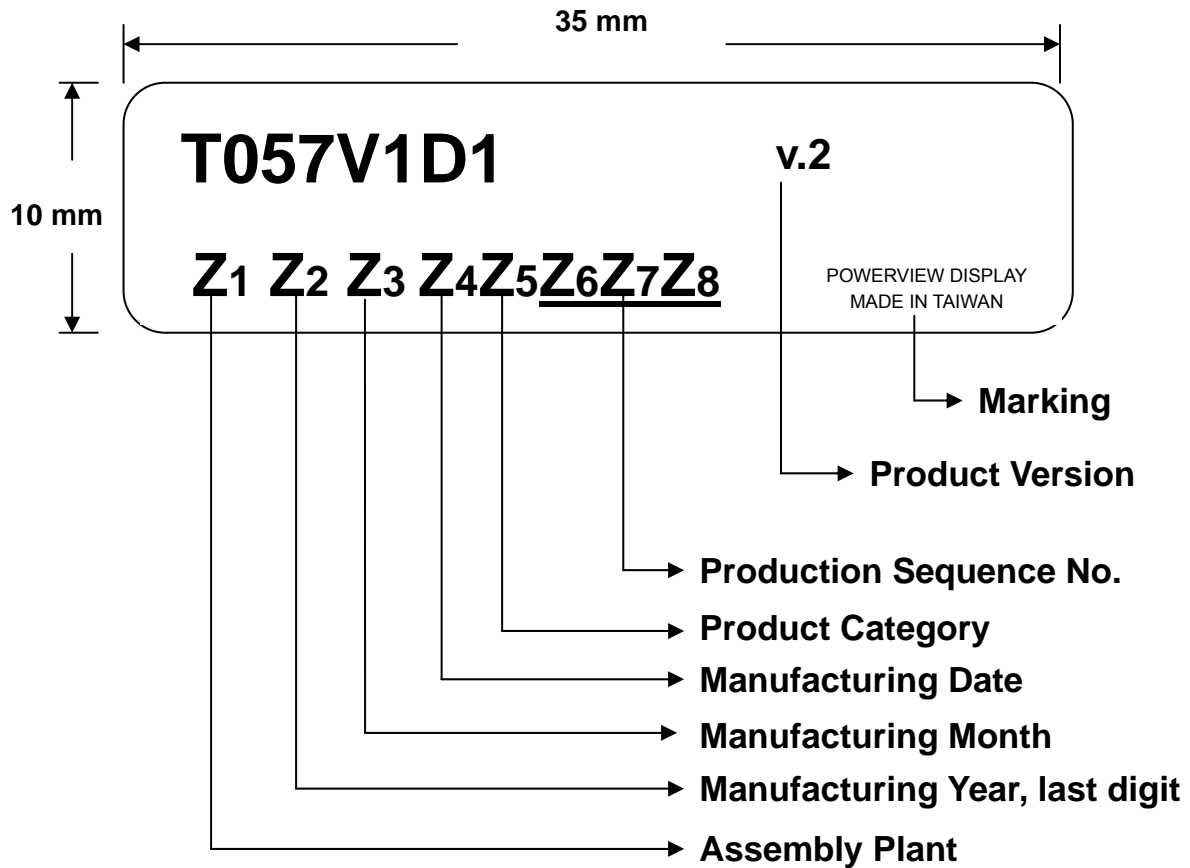 35 mm
T057V1D1 v.2
10 mm
Z1 Z2 Z3 Z4Z5Z6Z7Z8
POWERVIEW DISPLAY
MADE IN TAIWAN
Marking
Product Version
Production Sequence No.
Product Category
Manufacturing Date
Manufacturing Month
Manufacturing Year, last digit
Assembly Plant